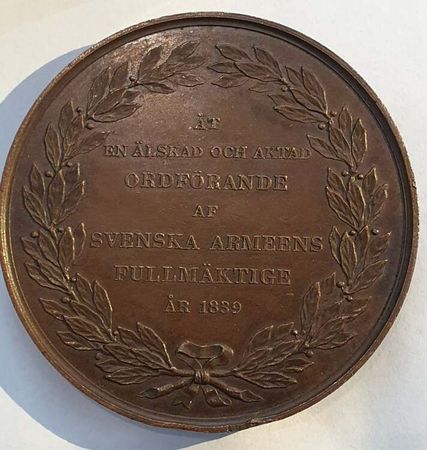 ÅT
EN ÄLSKAD OCH AKTAD
ORDFÖRANDE
AF
SVENSKA ARMEENS
FULLMÄKTIGE
ÅR 1839